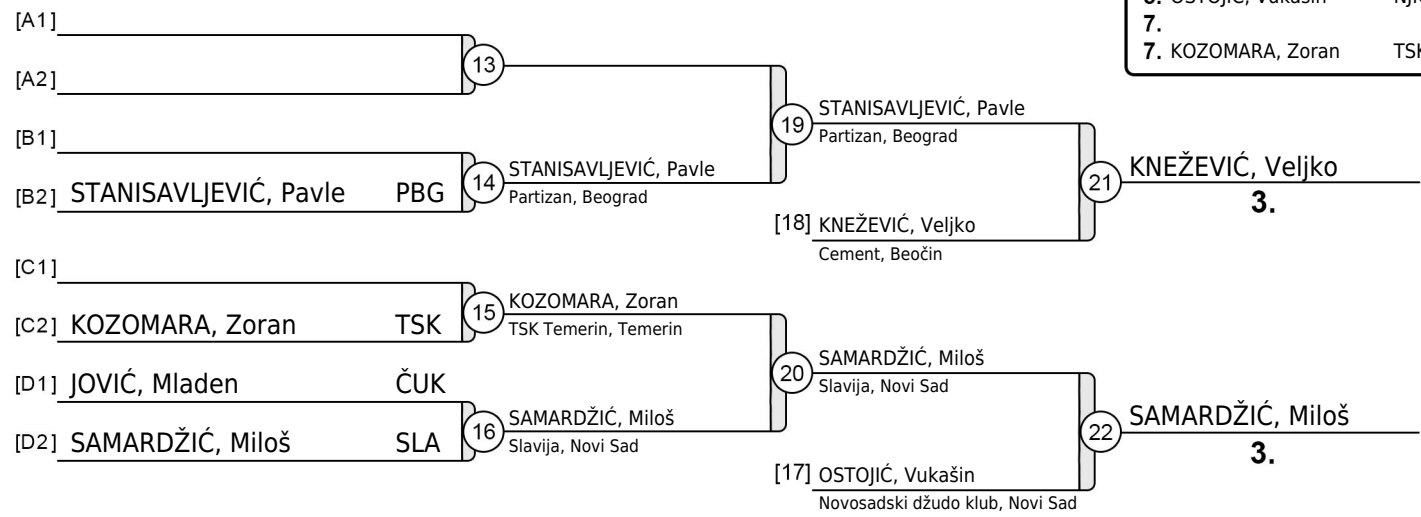 OSTOJIĆ, Vukašin
7.
7. KOZOMARA, Zoran TSK
[A1]
13
[A2]
[B1]
[B2] STANISAVLJEVIĆ, Pavle PBG
14
STANISAVLJEVIĆ, Pavle
Partizan, Beograd
19
STANISAVLJEVIĆ, Pavle
Partizan, Beograd
[18] KNEŽEVIĆ, Veljko
Cement, Beočin
21
KNEŽEVIĆ, Veljko
3.
[C1]
[C2] KOZOMARA, Zoran TSK
15
KOZOMARA, Zoran
TSK Temerin, Temerin
[D1] JOVIĆ, Mladen ČUK
[D2] SAMARDŽIĆ, Miloš SLA
16
SAMARDŽIĆ, Miloš
Slavija, Novi Sad
20
SAMARDŽIĆ, Miloš
Slavija, Novi Sad
[17] OSTOJIĆ, Vukašin
Novosadski džudo klub, Novi Sad
22
SAMARDŽIĆ, Miloš
3.